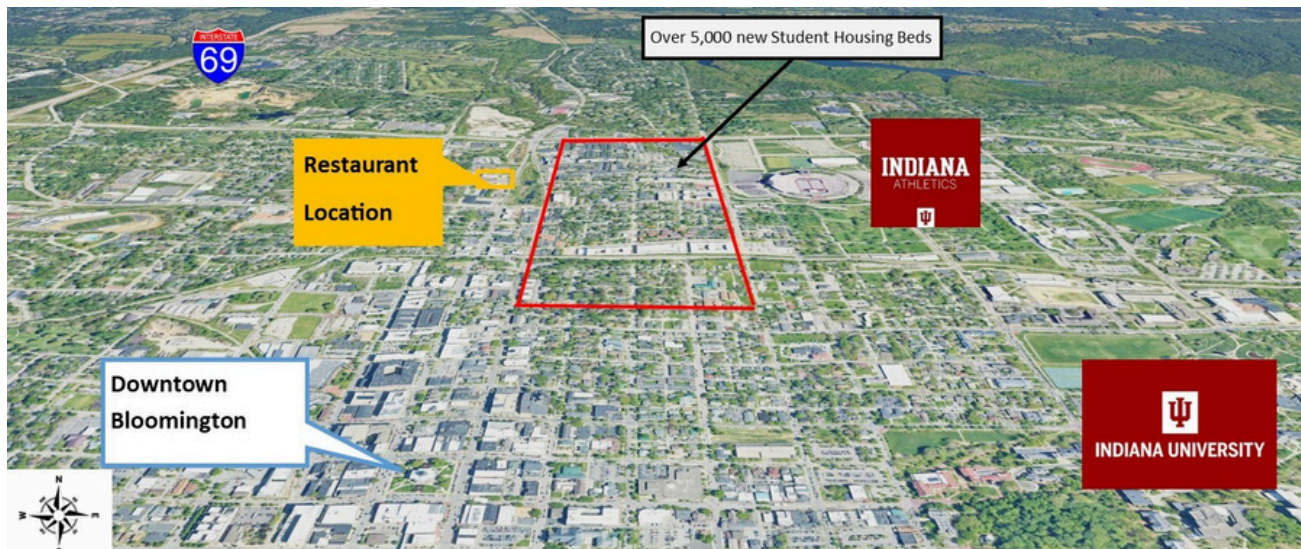 INTERSTATE
69
Over 5,000 new Student Housing Beds
Restaurant
Location
INDIANA
ATHLETICS
Downtown
Bloomington
INDIANA UNIVERSITY
N
W
E